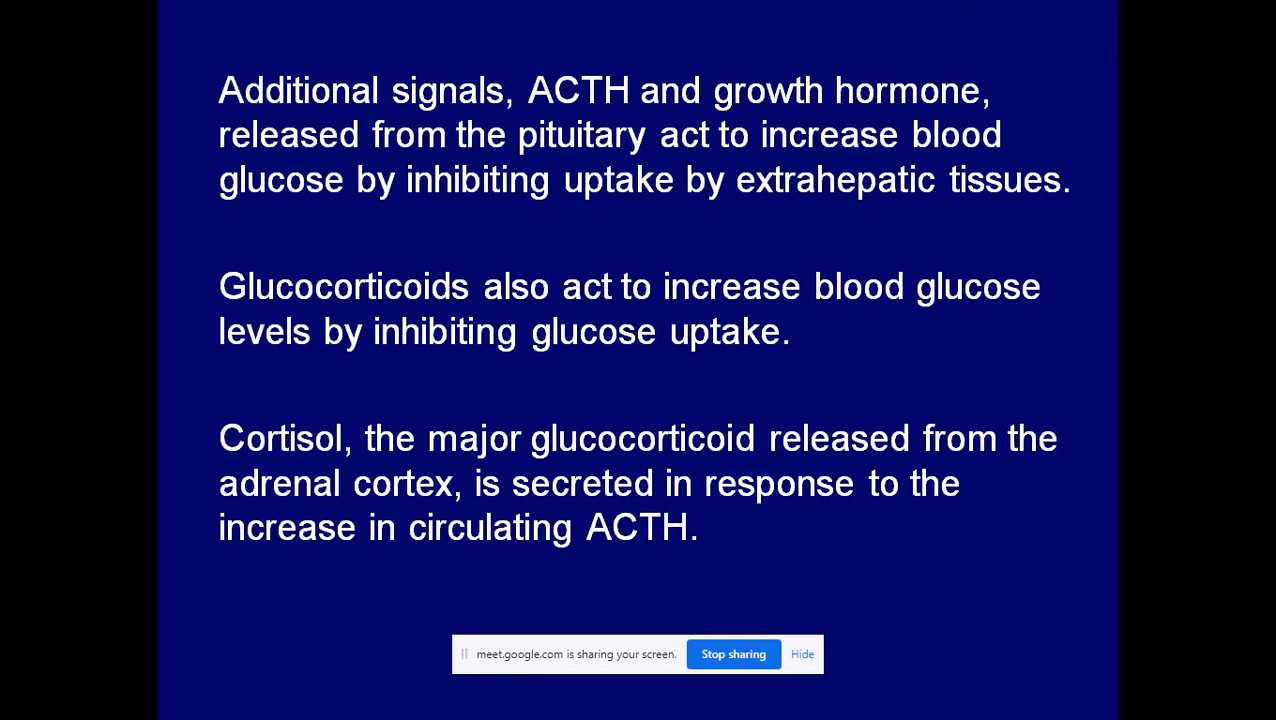 Additional signals, ACTH and growth hormone,
released from the pituitary act to increase blood
glucose by inhibiting uptake by extrahepatic tissues.
Glucocorticoids also act to increase blood glucose
levels by inhibiting glucose uptake.
Cortisol, the major glucocorticoid released from the
adrenal cortex, is secreted in response to the
increase in circulating ACTH.
meet.google.com is sharing your screen. Stop sharing Hide